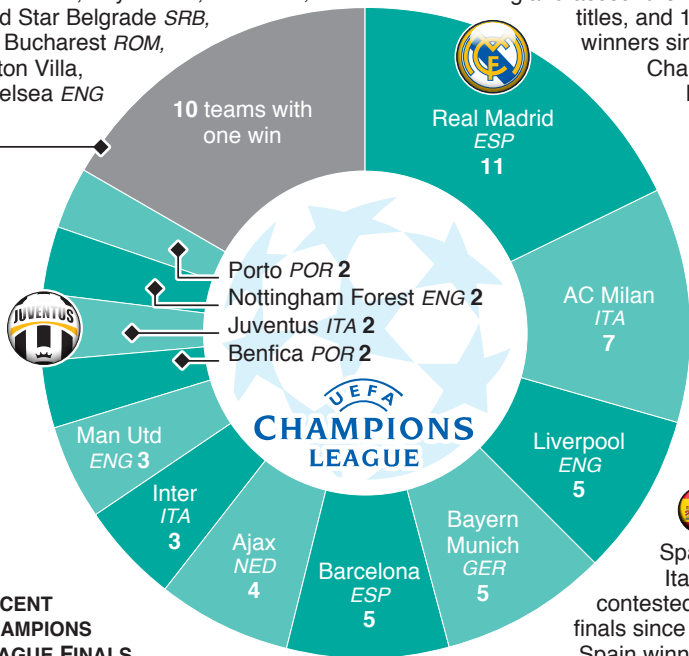 d Star Belgrade SRB,
Bucharest ROM,
ton Villa,
elsea ENG
titles, and 1
winners sin
Cha
10 teams with
one win
Real Madrid
ESP
11
AC Milan
ITA
7
Liverpool
ENG
5
Bayern
Munich
GER
5
Barcelona
ESP
5
Ajax
NED
4
Inter
ITA
3
Man Utd
ENG 3
Porto POR 2
Nottingham Forest ENG 2
Juventus ITA 2
Benfica POR 2
JUVENTUS
UEFA
CHAMPIONS
LEAGUE
Spa
Ita
contested
finals since
Spain winn
CENT
AMPIONS
AGUE FINALS